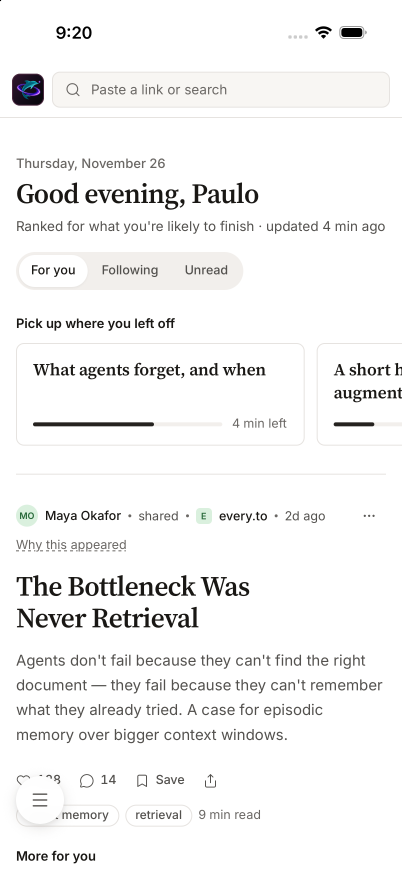 9:20
Paste a link or search
Thursday, November 26
Good evening, Paulo
Ranked for what you're likely to finish · updated 4 min ago
For you Following Unread
Pick up where you left off
What agents forget, and when
4 min left
A short
augment
MO Maya Okafor • shared • E every.to • 2d ago
Why this appeared
The Bottleneck Was
Never Retrieval
Agents don't fail because they can't find the right
document — they fail because they can't remember
what they already tried. A case for episodic
memory over bigger context windows.
14 Save
memory retrieval 9 min read
More for you